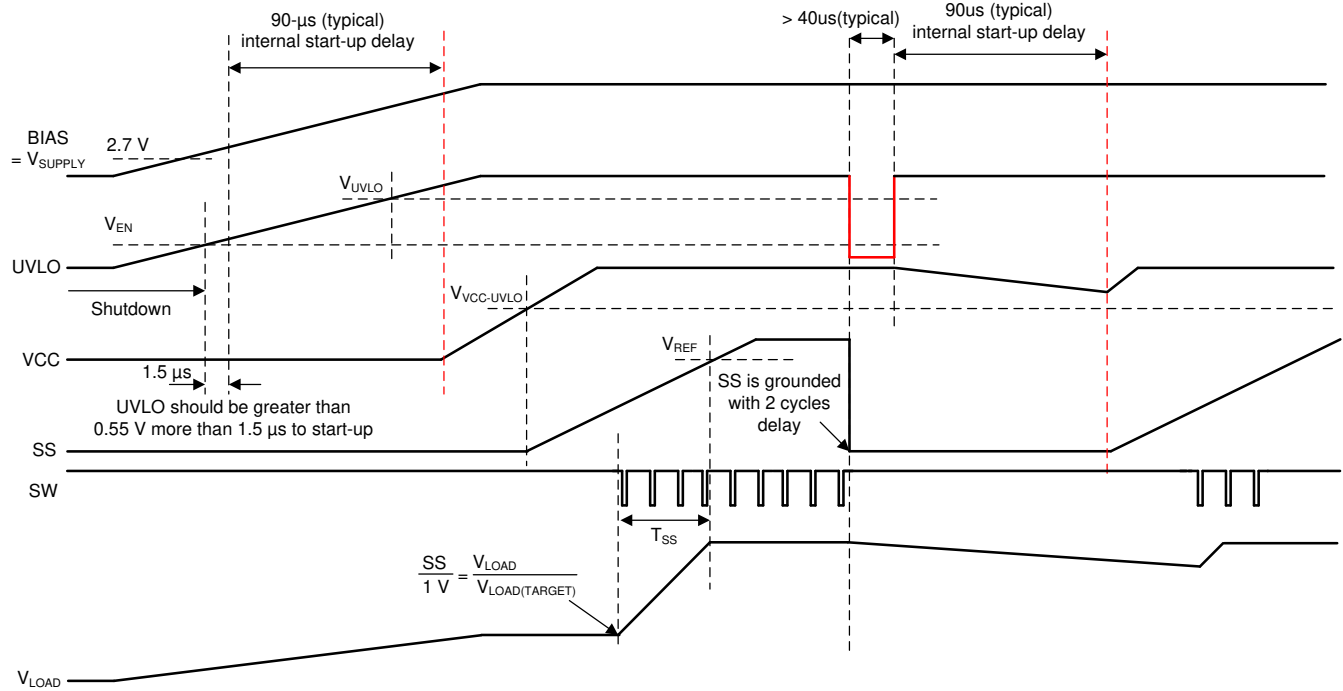 90-µs (typical)
internal start-up delay
> 40us(typical)
90us (typical)
internal start-up delay
BIAS
= VSUPPLY
2.7 V
VUVLO
VEN
UVLO
Shutdown
VVCC-UVLO
VCC
1.5 µs
UVLO should be greater than
0.55 V more than 1.5 µs to start-up
VREF
SS is grounded
with 2 cycles
delay
SS
SW
TSS
SS
1 V
=
VLOAD
VLOAD(TARGET)
VLOAD